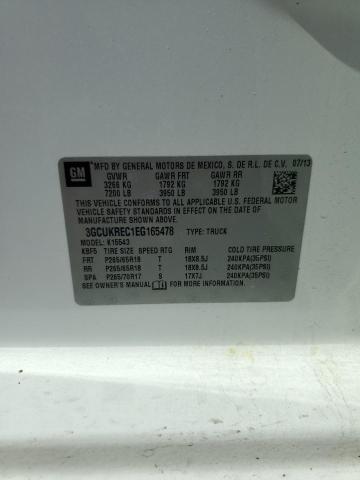 GM
MFD BY GENERAL MOTORS DE MEXICO, S. DE R.L. DE C.V. 07/13
GVWR GAWR FRT GAWR RR
3266 KG 1792 KG 1792 KG
7200 LB 3950 LB 3950 LB
THIS VEHICLE CONFORMS TO ALL APPLICABLE U.S. FEDERAL MOTOR
VEHICLE SAFETY STANDARDS IN EFFECT ON THE DATE OF
MANUFACTURE SHOWN ABOVE.
3GCUKREC1EG165478 TYPE: TRUCK
MODEL: K15543
KBF5 TIRE SIZE SPEED RTG RIM COLD TIRE PRESSURE
FRT P265/65R18 T 18X8.5J 240KPA(35PSI)
RR P265/65R18 T 18X8.5J 240KPA(35PSI)
SPA P265/70R17 S 17X7J 240KPA(35PSI)
SEE OWNER'S MANUAL FOR ADDITIONAL INFORMATION